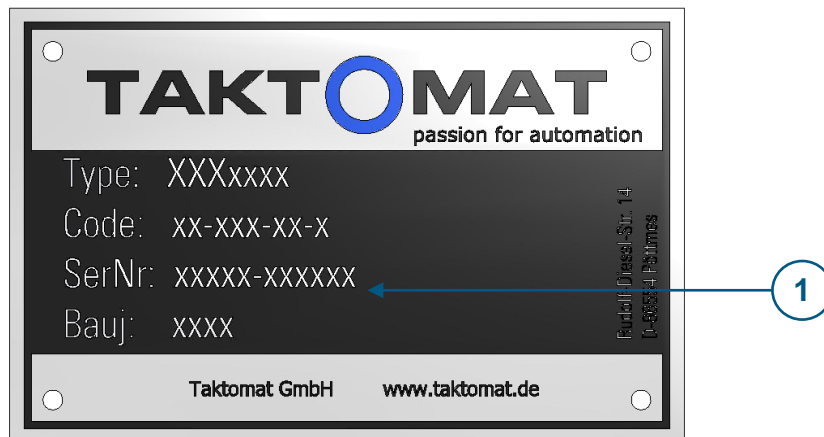 TAKTOMAT
passion for automation
Type: XXXxxxx
Code: xx-xxx-xx-x
SerNr: xxxxx-xxxxxx
Bauj: xxxx
Rudolf-Diesel-Str. 14
Pöttmes
Taktomat GmbH www.taktomat.de
1